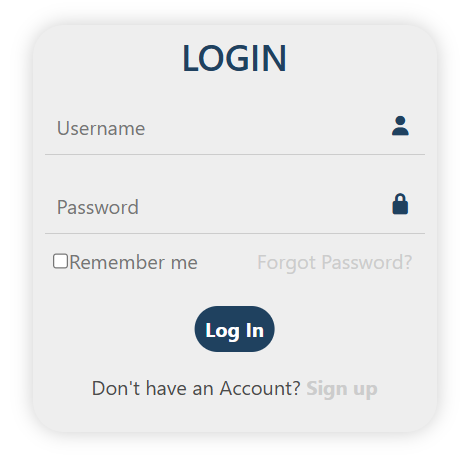 LOGIN
Username
Password
Remember me Forgot Password?
Log In
Don't have an Account? Sign up